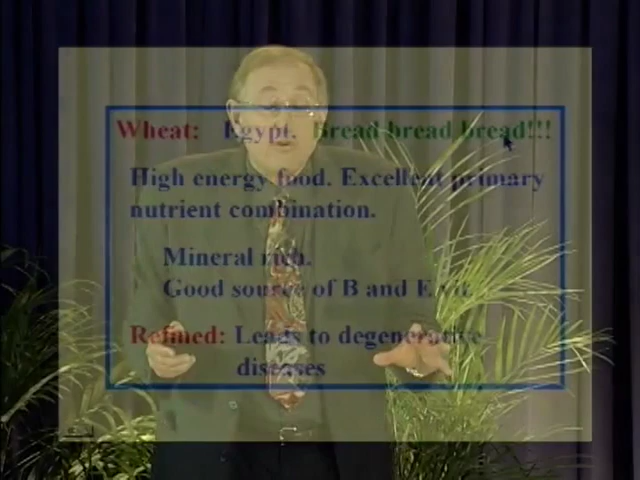 Wheat: Egypt. Bread bread bread!!!
High energy food. Excellent primary
nutrient combination.
Mineral rich.
Good source of B and E vit.
Refined: Leads to degenerative
diseases